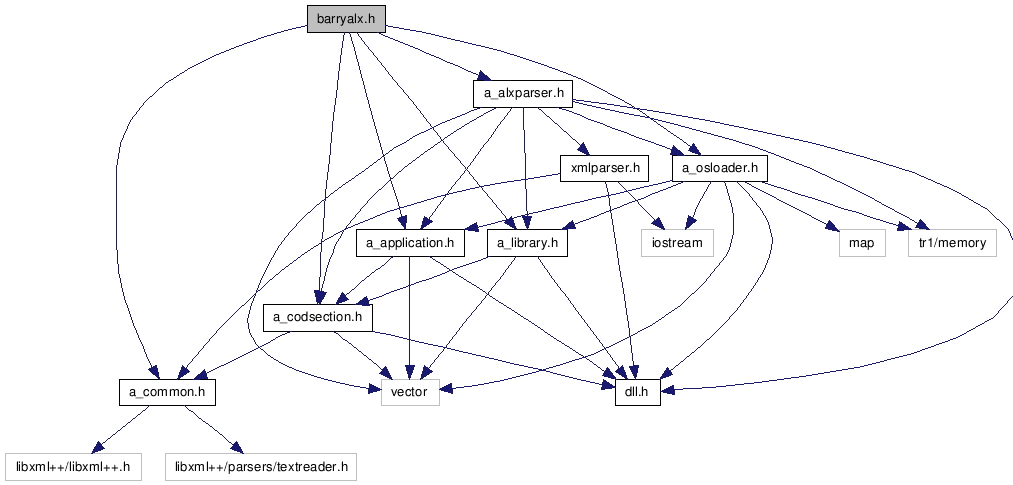 barryalx.h
a_alxparser.h
xmlparser.h
a_osloader.h
a_application.h
a_library.h
iostream
map
tr1/memory
a_codsection.h
a_common.h
vector
dll.h
libxml++/libxml++.h
libxml++/parsers/textreader.h